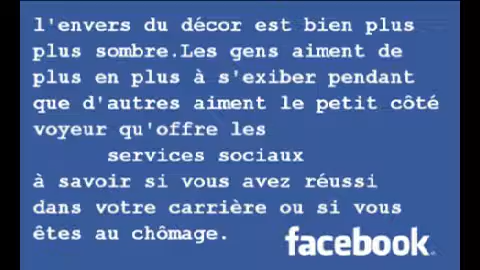 l'envers du décor est bien plus
plus sombre.Les gens aiment de
plus en plus à s'exiber pendant
que d'autres aiment le petit côté
voyeur qu'offre les
services sociaux
à savoir si vous avez réussi
dans votre carrière ou si vous
êtes au chômage.
facebook.